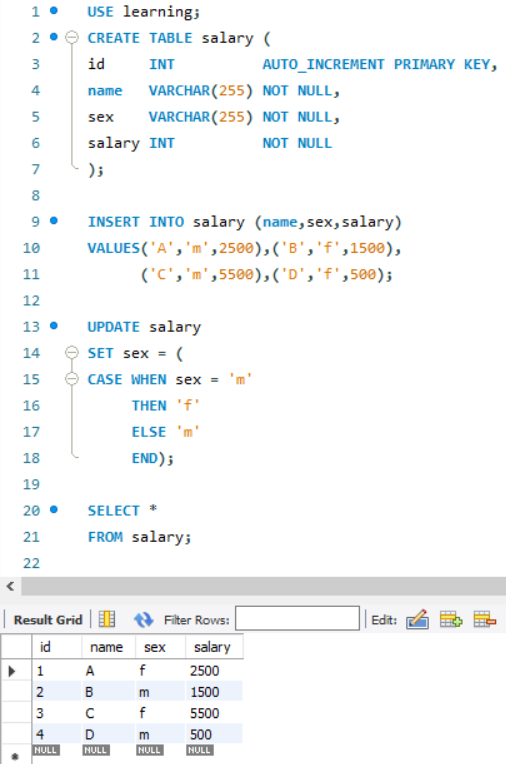 1 USE learning;
2 CREATE TABLE salary (
3 id INT AUTO_INCREMENT PRIMARY KEY,
4 name VARCHAR(255) NOT NULL,
5 sex VARCHAR(255) NOT NULL,
6 salary INT NOT NULL
7 );
8
9 INSERT INTO salary (name,sex,salary)
10 VALUES('A','m',2500),('B','f',1500),
11 ('C','m',5500),('D','f',500);
12
13 UPDATE salary
14 SET sex = (
15 CASE WHEN sex = 'm'
16 THEN 'f'
17 ELSE 'm'
18 END);
19
20 SELECT *
21 FROM salary;
22
Result Grid Filter Rows: Edit:
id name sex salary
1 A f 2500
2 B m 1500
3 C f 5500
4 D m 500
NULL NULL NULL NULL